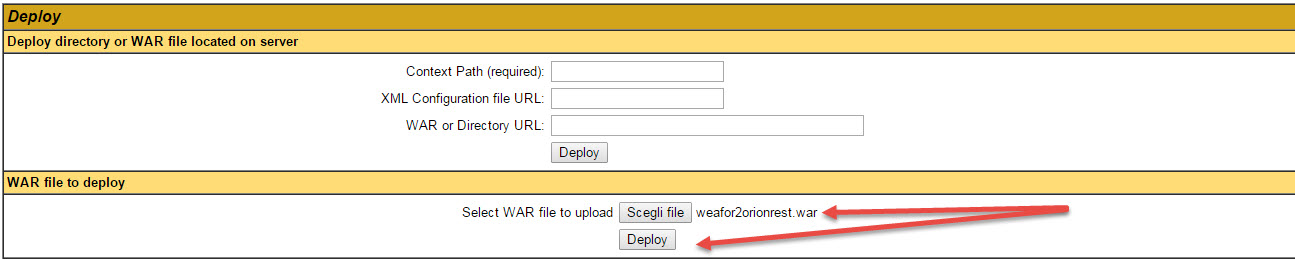 Deploy
Deploy directory or WAR file located on server
Context Path (required):
XML Configuration file URL:
WAR or Directory URL:
Deploy
WAR file to deploy
Select WAR file to upload Scegli file weafor2orionrest.war
Deploy